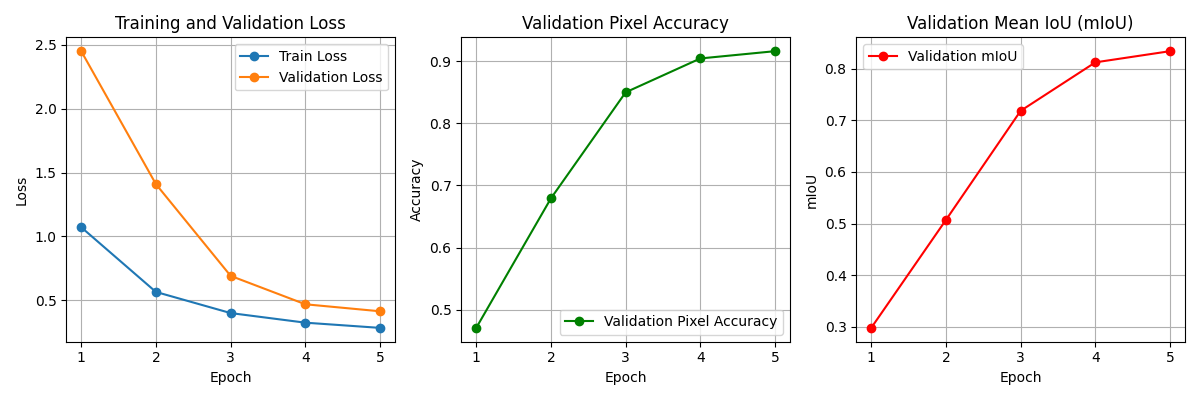 Training and Validation Loss
Train Loss
Validation Loss
Loss
2.5
2.0
1.5
1.0
0.5
1 2 3 4 5
Epoch
Validation Pixel Accuracy
Accuracy
0.9
0.8
0.7
0.6
0.5
Validation Pixel Accuracy
1 2 3 4 5
Epoch
Validation Mean IoU (mIoU)
Validation mIoU
mIoU
0.8
0.7
0.6
0.5
0.4
0.3
1 2 3 4 5
Epoch